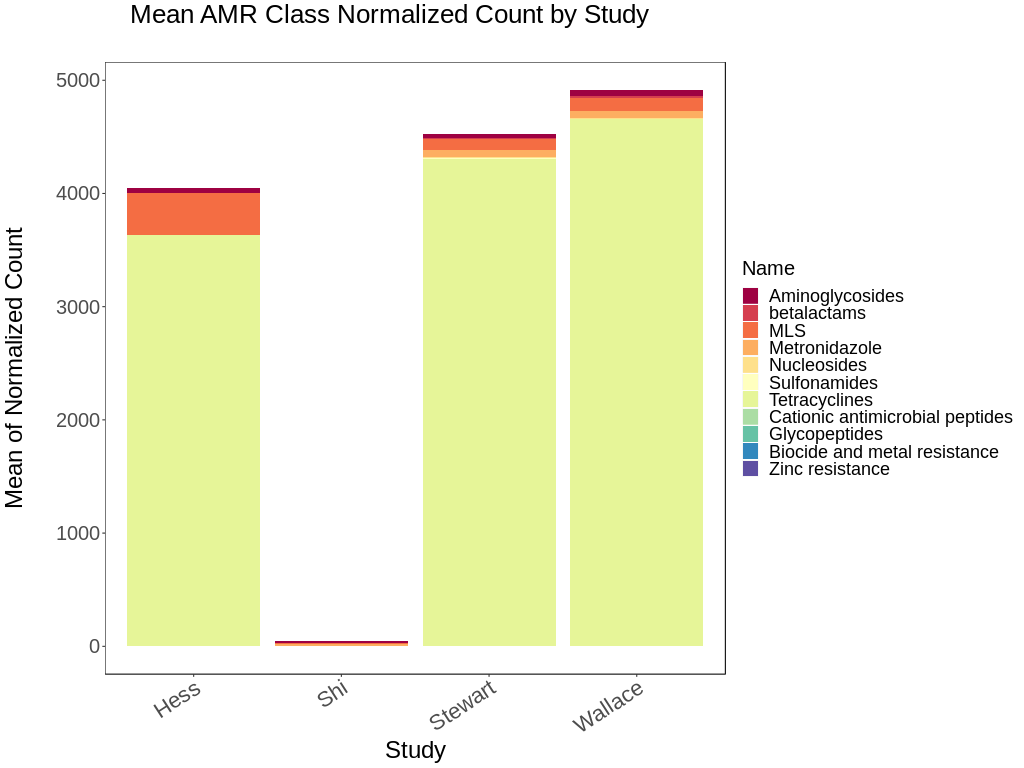 Mean AMR Class Normalized Count by Study
Mean of Normalized Count
5000
4000
3000
2000
1000
0
Hess
Shi
Stewart
Wallace
Study
Name
Aminoglycosides
betalactams
MLS
Metronidazole
Nucleosides
Sulfonamides
Tetracyclines
Cationic antimicrobial peptides
Glycopeptides
Biocide and metal resistance
Zinc resistance